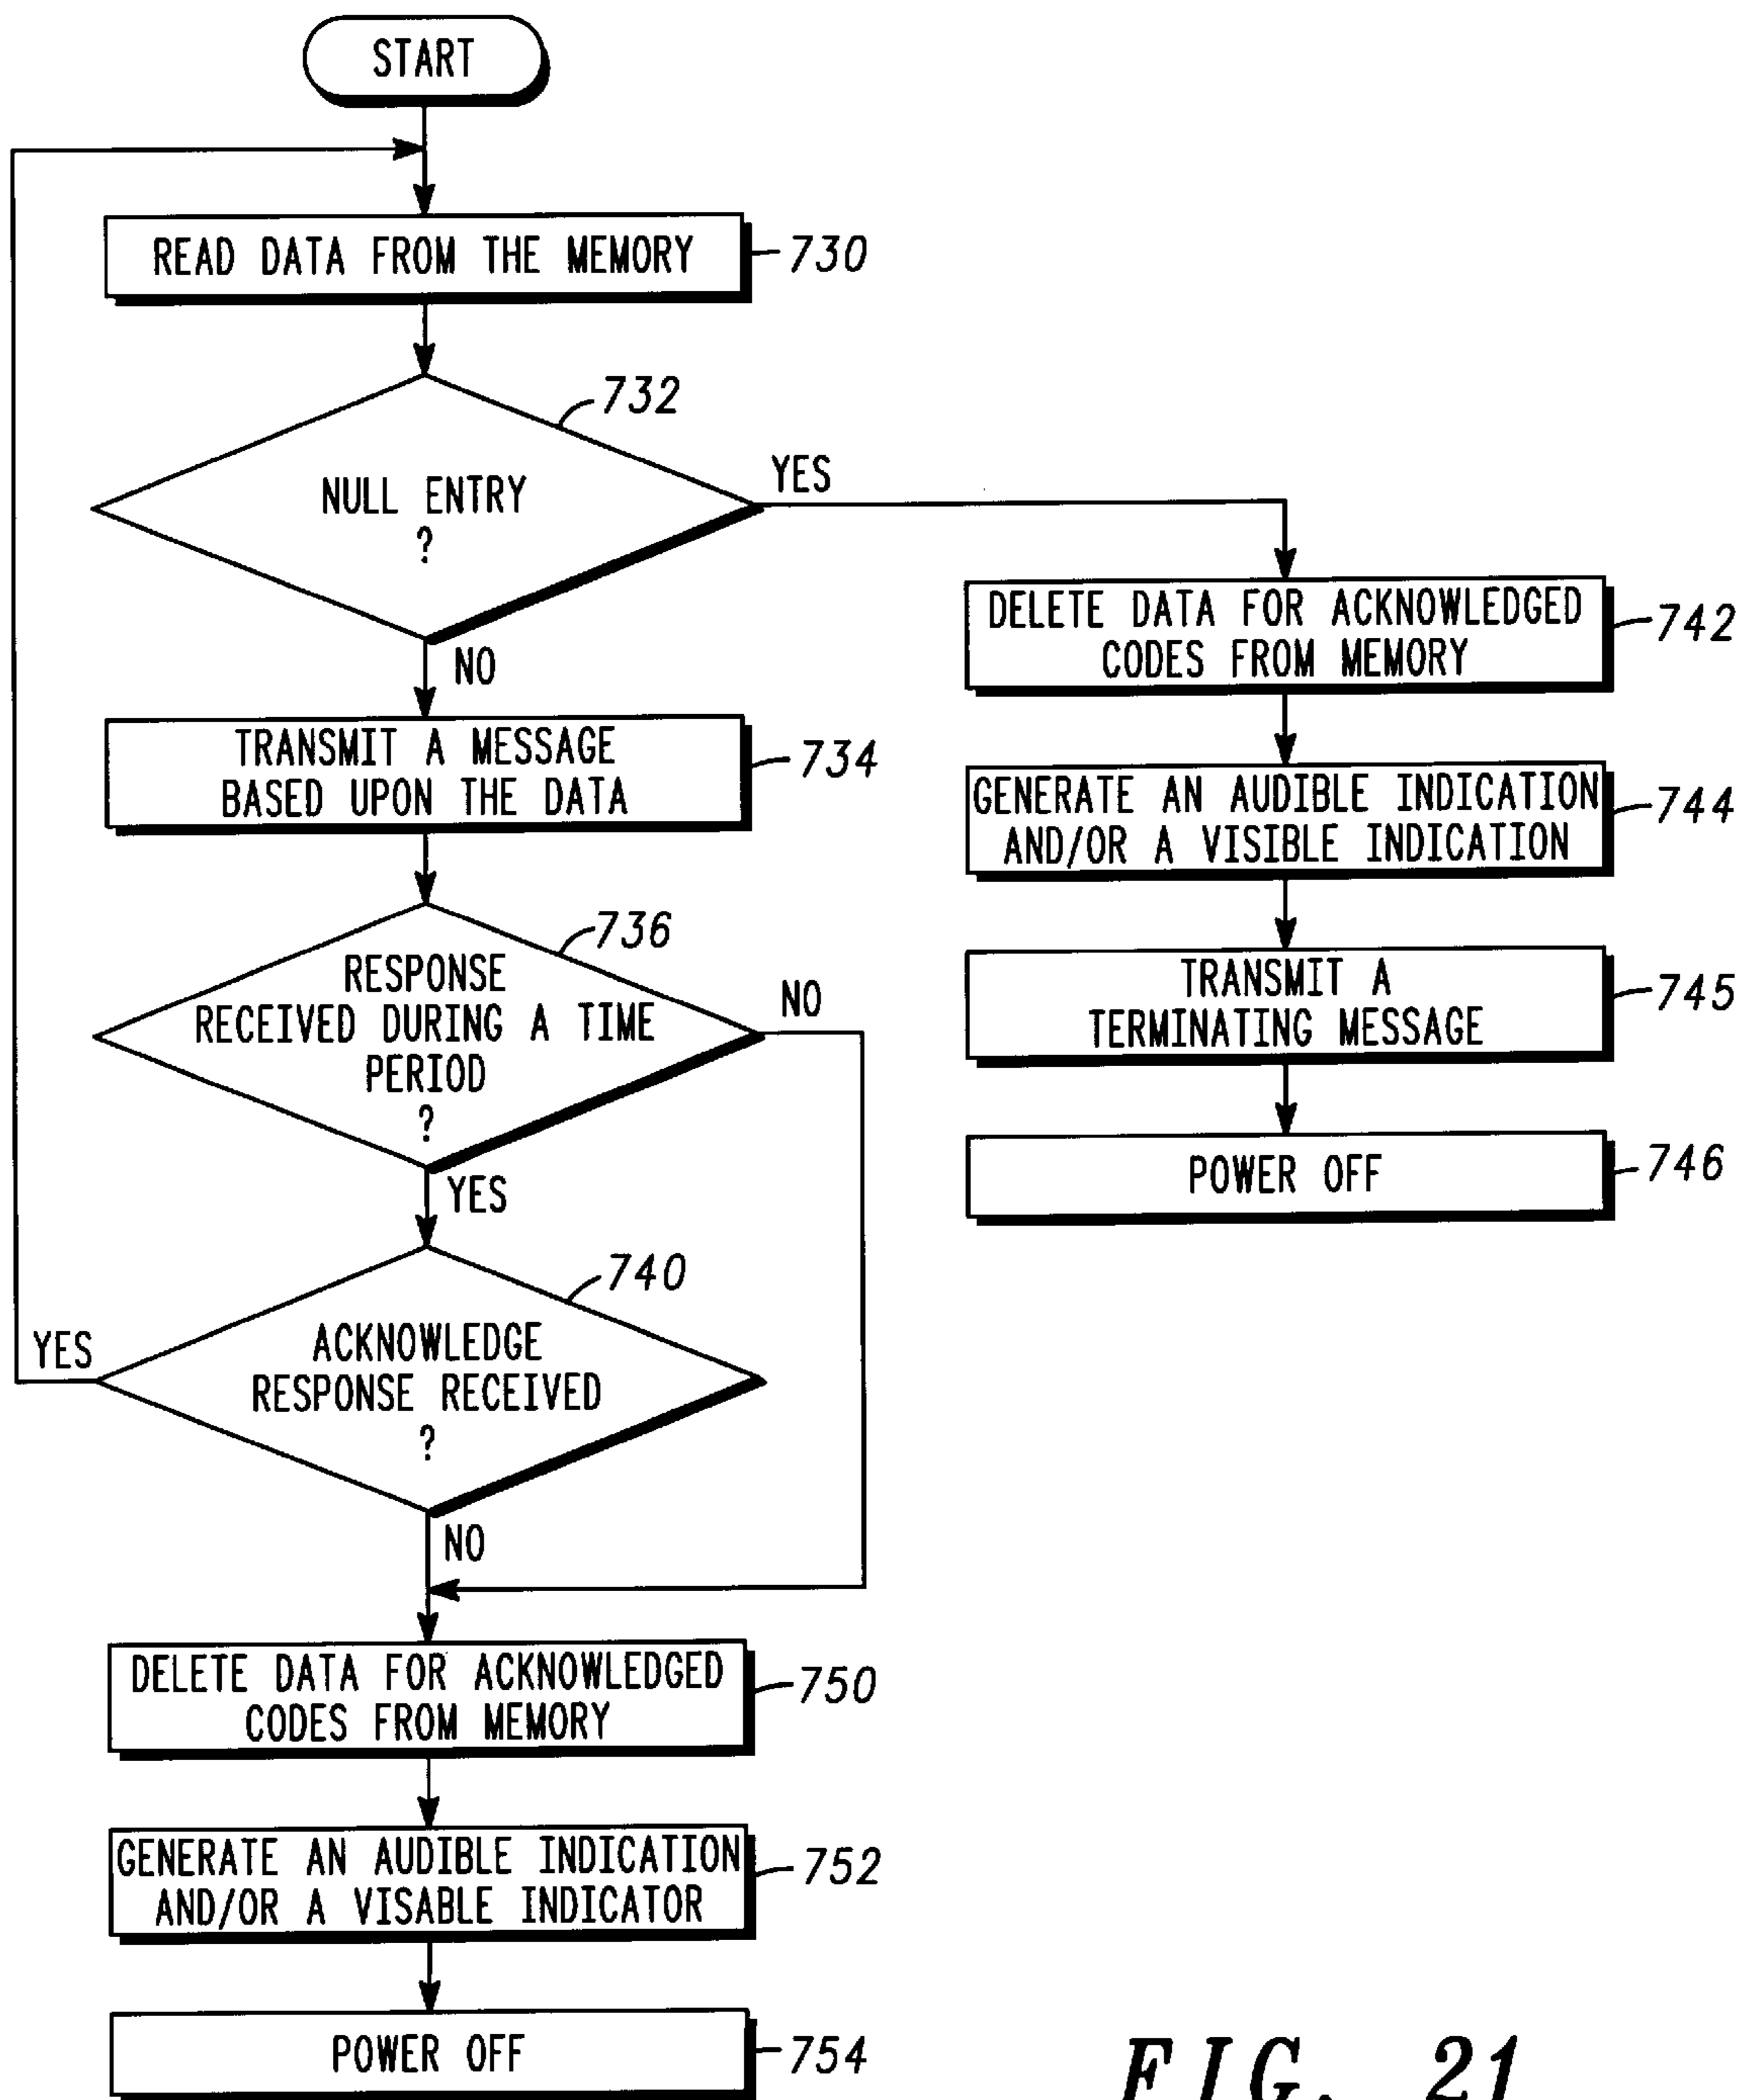 START
READ DATA FROM THE MEMORY
730
732
NULL ENTRY
?
YES
NO
TRANSMIT A MESSAGE
BASED UPON THE DATA
734
736
RESPONSE
RECEIVED DURING A TIME
PERIOD
?
NO
YES
740
ACKNOWLEDGE
RESPONSE RECEIVED
?
YES
NO
DELETE DATA FOR ACKNOWLEDGED
CODES FROM MEMORY
750
GENERATE AN AUDIBLE INDICATION
AND/OR A VISABLE INDICATOR
752
POWER OFF
754
DELETE DATA FOR ACKNOWLEDGED
CODES FROM MEMORY
742
GENERATE AN AUDIBLE INDICATION
AND/OR A VISIBLE INDICATION
744
TRANSMIT A
TERMINATING MESSAGE
745
POWER OFF
746
FIG. 21